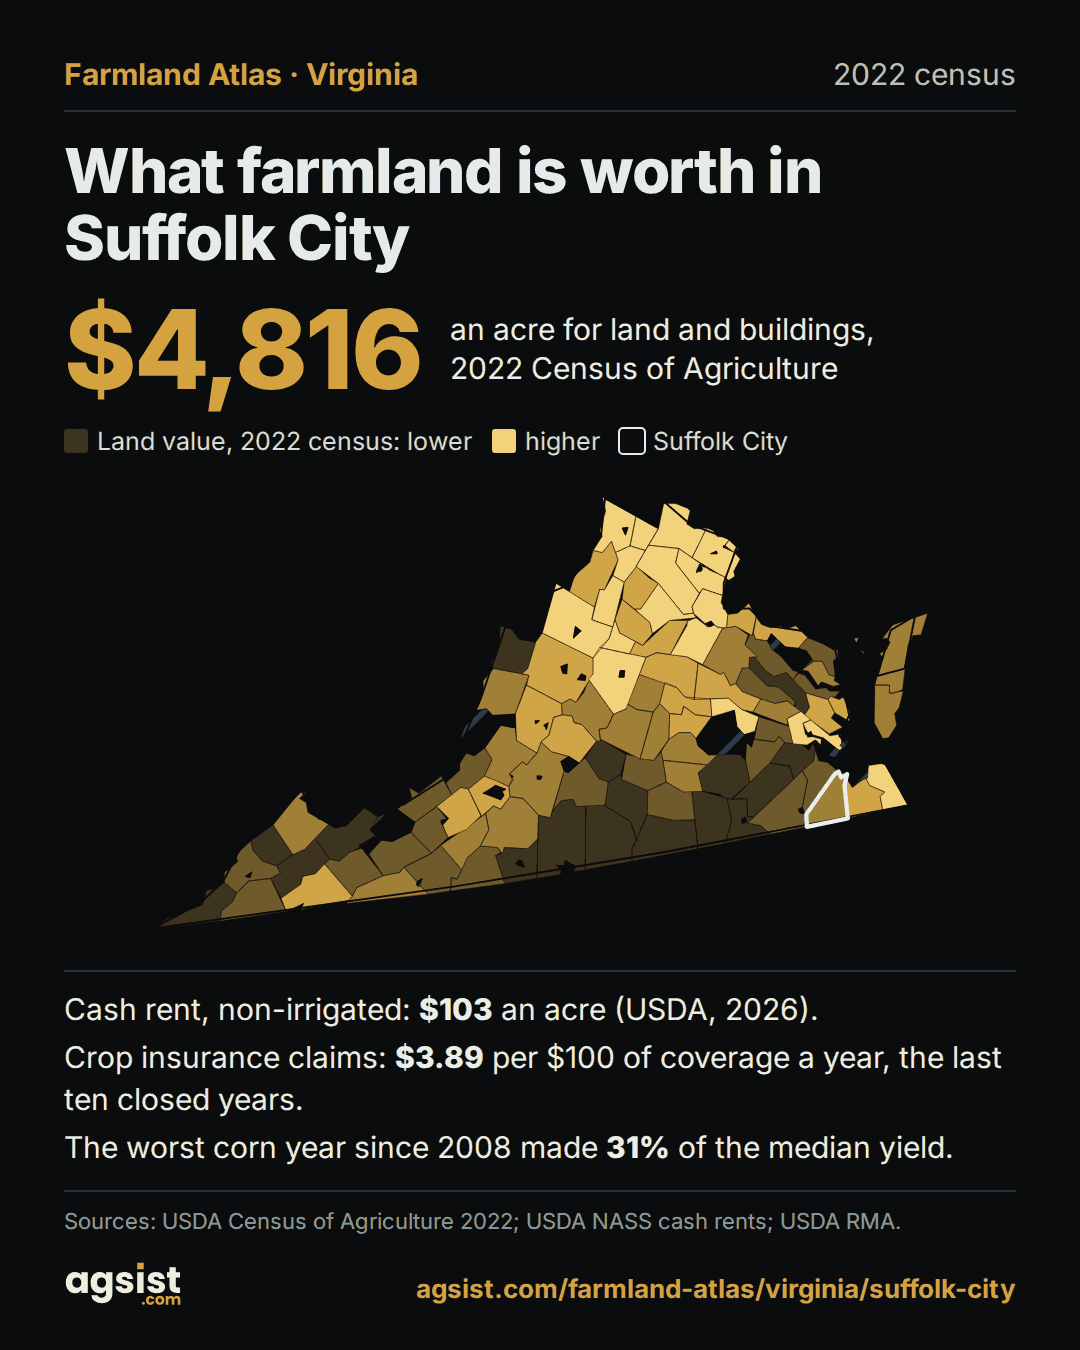 Farmland Atlas · Virginia
2022 census
What farmland is worth in
Suffolk City
$4,816
an acre for land and buildings,
2022 Census of Agriculture
Land value, 2022 census: lower
higher
Suffolk City
Cash rent, non-irrigated: $103 an acre (USDA, 2026).
Crop insurance claims: $3.89 per $100 of coverage a year, the last
ten closed years.
The worst corn year since 2008 made 31% of the median yield.
Sources: USDA Census of Agriculture 2022; USDA NASS cash rents; USDA RMA.
agsist
.com
agsist.com/farmland-atlas/virginia/suffolk-city